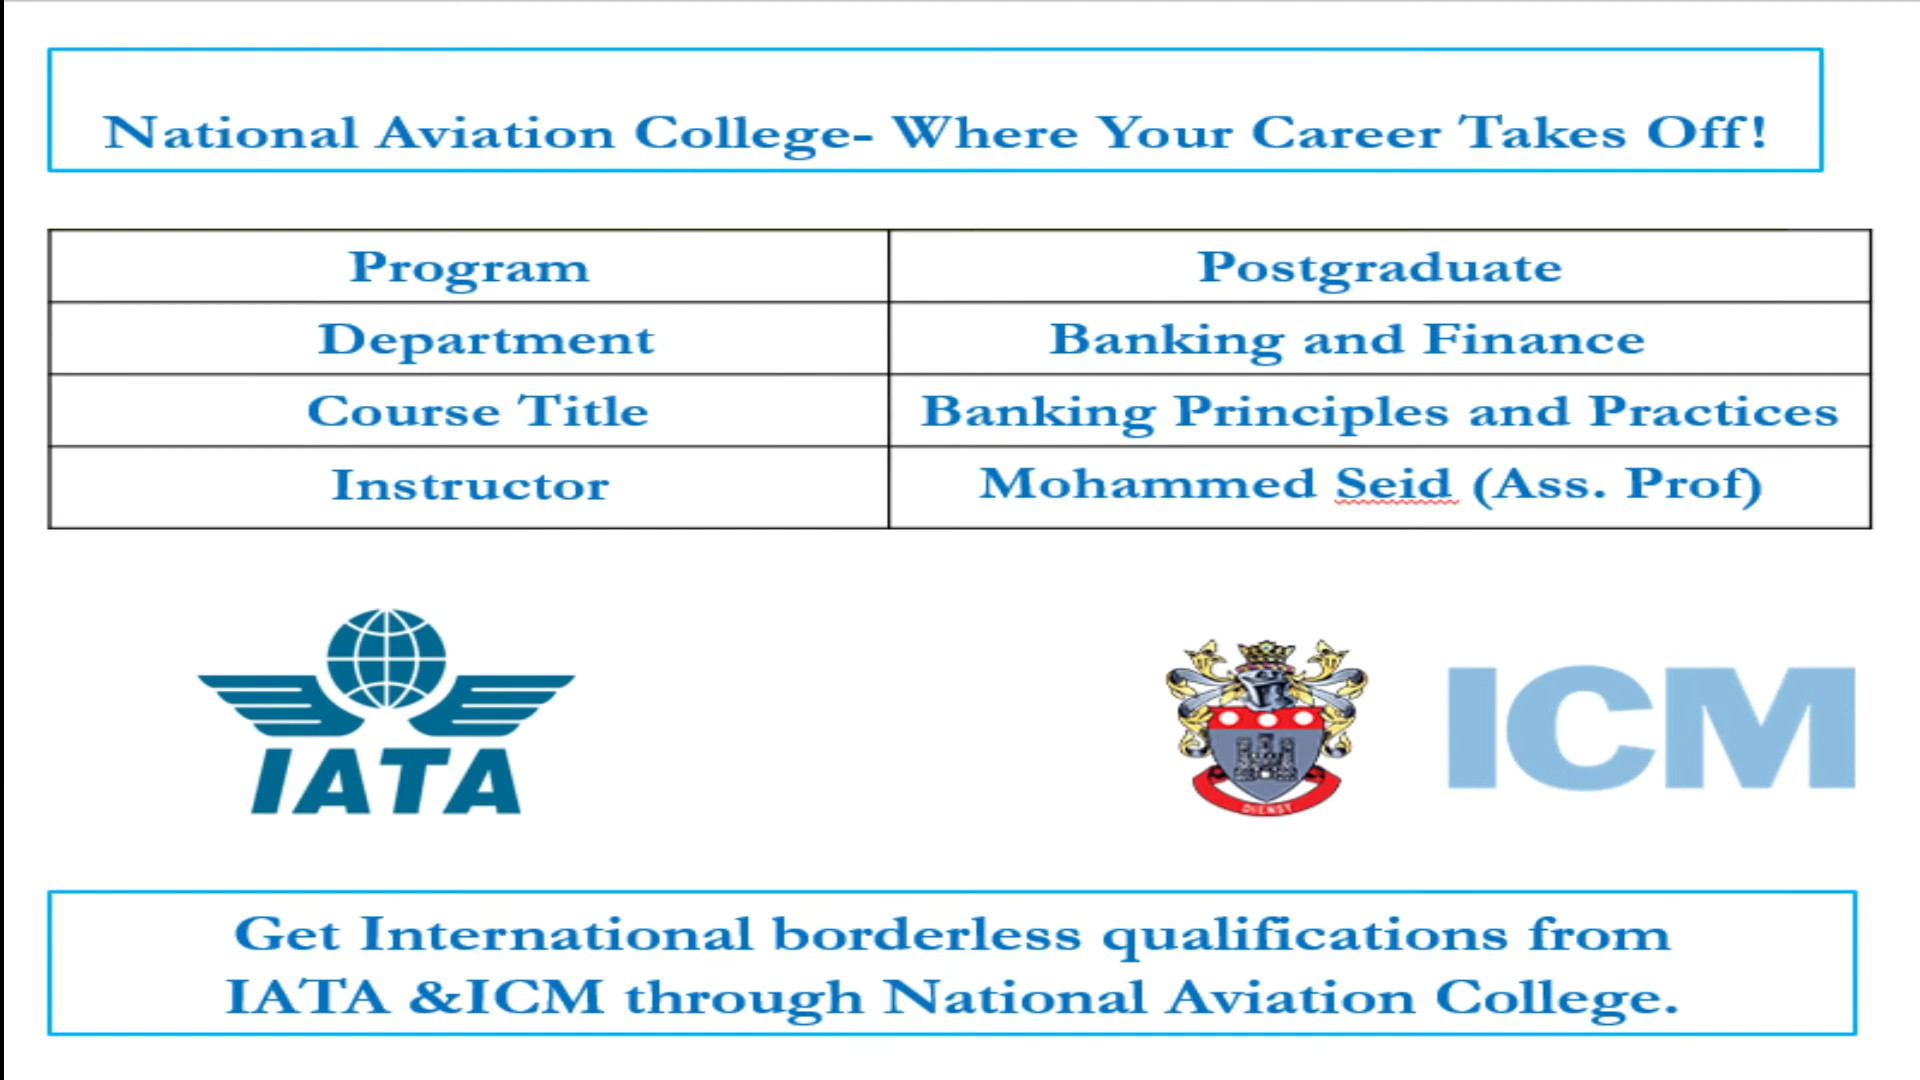 National Aviation College- Where Your Career Takes Off!
Program Postgraduate
Department Banking and Finance
Course Title Banking Principles and Practices
Instructor Mohammed Seid (Ass. Prof)
IATA
DIENST
ICM
Get International borderless qualifications from
IATA &ICM through National Aviation College.